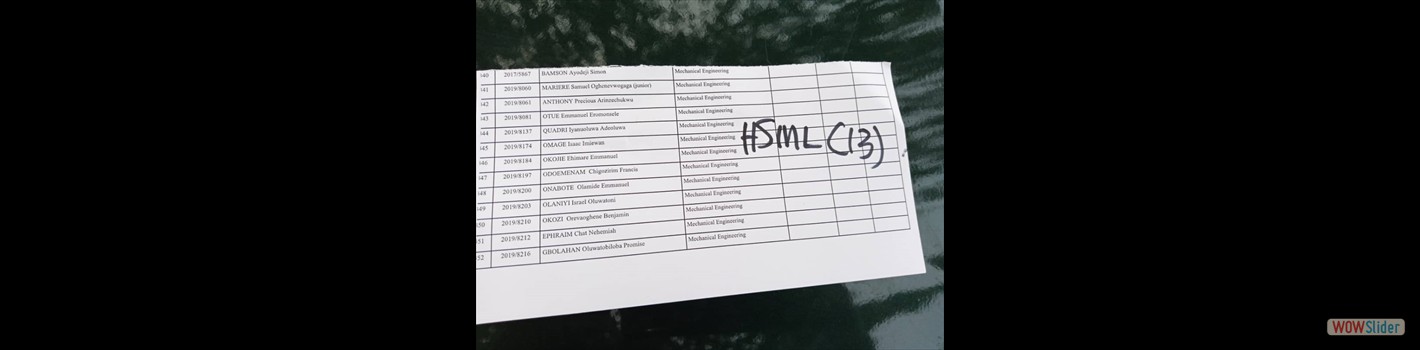 340 2017/5867 BAMSON Ayodeji Simon Mechanical Engineering
341 2019/8060 MARIERE Samuel Oghenevwogaga (junior) Mechanical Engineering
342 2019/8061 ANTHONY Precious Arinzechukwu Mechanical Engineering
343 2019/8081 OTUE Emmanuel Enomonsele Mechanical Engineering
344 2019/8137 QUADRI Iyanuoluwa Adeoluwa Mechanical Engineering
345 2019/8174 OMAGE Isaac Imiewan Mechanical Engineering
346 2019/8184 OKOJIE Ehimare Emmanuel Mechanical Engineering
347 2019/8197 ODOEMENAM Chigozirim Francis Mechanical Engineering
348 2019/8200 ONABOTE Olamide Emmanuel Mechanical Engineering
349 2019/8203 OLANIYI Israel Oluwatoni Mechanical Engineering
350 2019/8210 OKOZI Orevaoghene Benjamin Mechanical Engineering
351 2019/8212 EPHRAIM Chat Nehemiah Mechanical Engineering
352 2019/8216 GBOLAHAN Oluwatobiloba Promise Mechanical Engineering
HSML (13)
WOWSlider